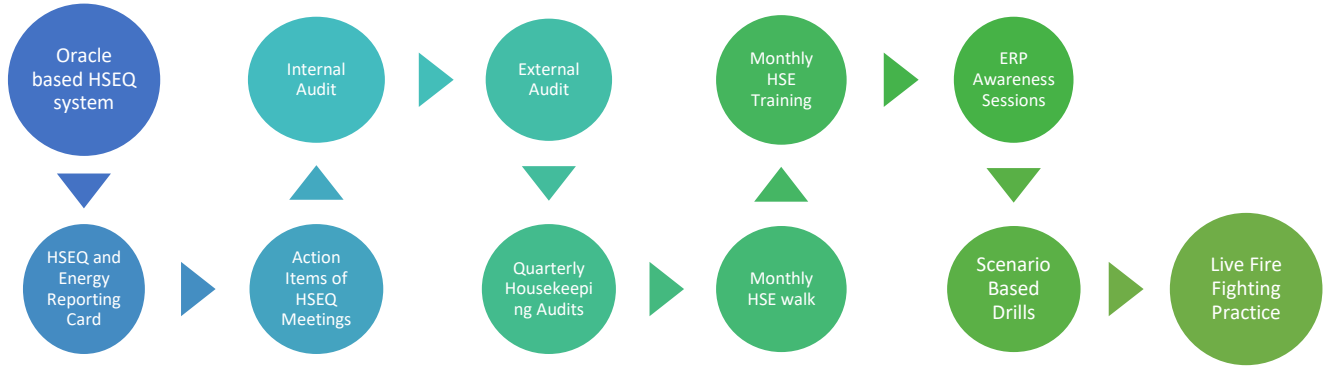 Oracle
based HSEQ
system
HSEQ and
Energy
Reporting
Card
Action
Items of
HSEQ
Meetings
Internal
Audit
External
Audit
Quarterly
Housekeepi
ng Audits
Monthly
HSE walk
Monthly
HSE
Training
ERP
Awareness
Sessions
Scenario
Based
Drills
Live Fire
Fighting
Practice